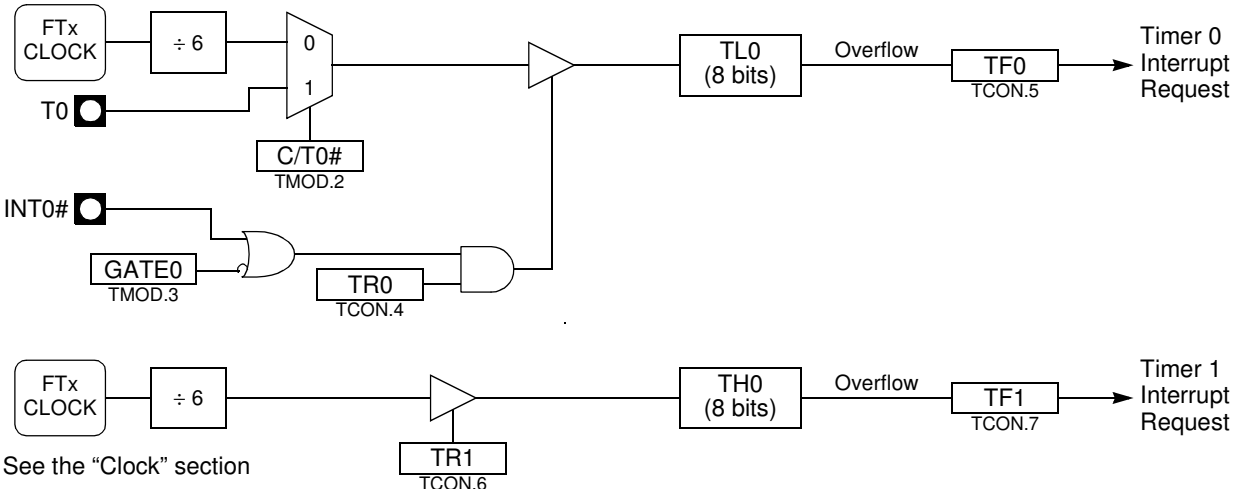 FTx
CLOCK
÷ 6
0
1
T0
C/T0#
TMOD.2
TL0
(8 bits)
Overflow
TF0
TCON.5
Timer 0
Interrupt
Request
INT0#
GATE0
TMOD.3
TR0
TCON.4
FTx
CLOCK
÷ 6
TR1
TCON.6
TH0
(8 bits)
Overflow
TF1
TCON.7
Timer 1
Interrupt
Request
See the “Clock” section